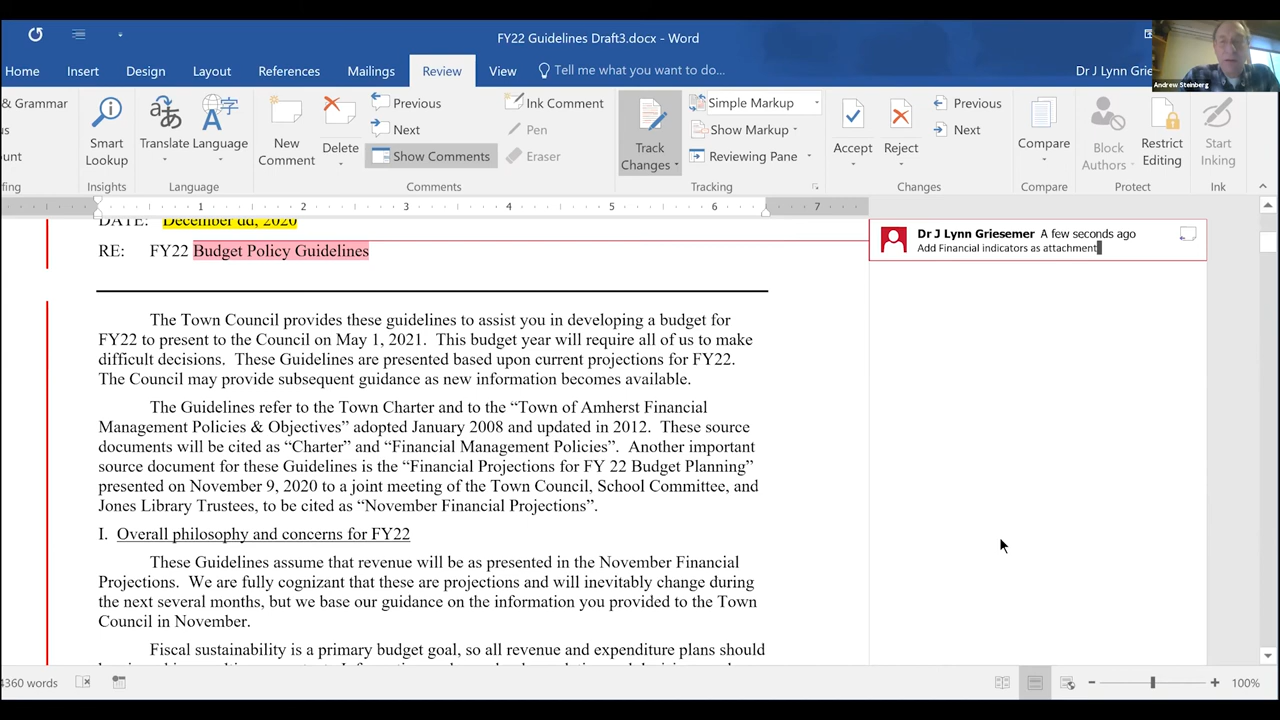 FY22 Guidelines Draft3.docx - Word
Andrew Steinberg
Home Insert Design Layout References Mailings Review View Tell me what you want to do... Dr J Lynn Grie
& Grammar
Smart Lookup
Insights
Translate Language
Language
New Comment
Delete
Previous
Next
Show Comments
Ink Comment
Pen
Eraser
Comments
Track Changes
Simple Markup
Show Markup
Reviewing Pane
Tracking
Accept
Reject
Previous
Next
Changes
Compare
Compare
Block Authors
Restrict Editing
Protect
Start Inking
Ink
1 2 3 4 5 6 7
DATE: December dd, 2020
RE: FY22 Budget Policy Guidelines
Dr J Lynn Griesemer A few seconds ago
Add Financial indicators as attachment
The Town Council provides these guidelines to assist you in developing a budget for
FY22 to present to the Council on May 1, 2021. This budget year will require all of us to make
difficult decisions. These Guidelines are presented based upon current projections for FY22.
The Council may provide subsequent guidance as new information becomes available.
The Guidelines refer to the Town Charter and to the “Town of Amherst Financial
Management Policies & Objectives” adopted January 2008 and updated in 2012. These source
documents will be cited as “Charter” and “Financial Management Policies”. Another important
source document for these Guidelines is the “Financial Projections for FY 22 Budget Planning”
presented on November 9, 2020 to a joint meeting of the Town Council, School Committee, and
Jones Library Trustees, to be cited as “November Financial Projections”.
I. Overall philosophy and concerns for FY22
These Guidelines assume that revenue will be as presented in the November Financial
Projections. We are fully cognizant that these are projections and will inevitably change during
the next several months, but we base our guidance on the information you provided to the Town
Council in November.
Fiscal sustainability is a primary budget goal, so all revenue and expenditure plans should
4360 words
100%